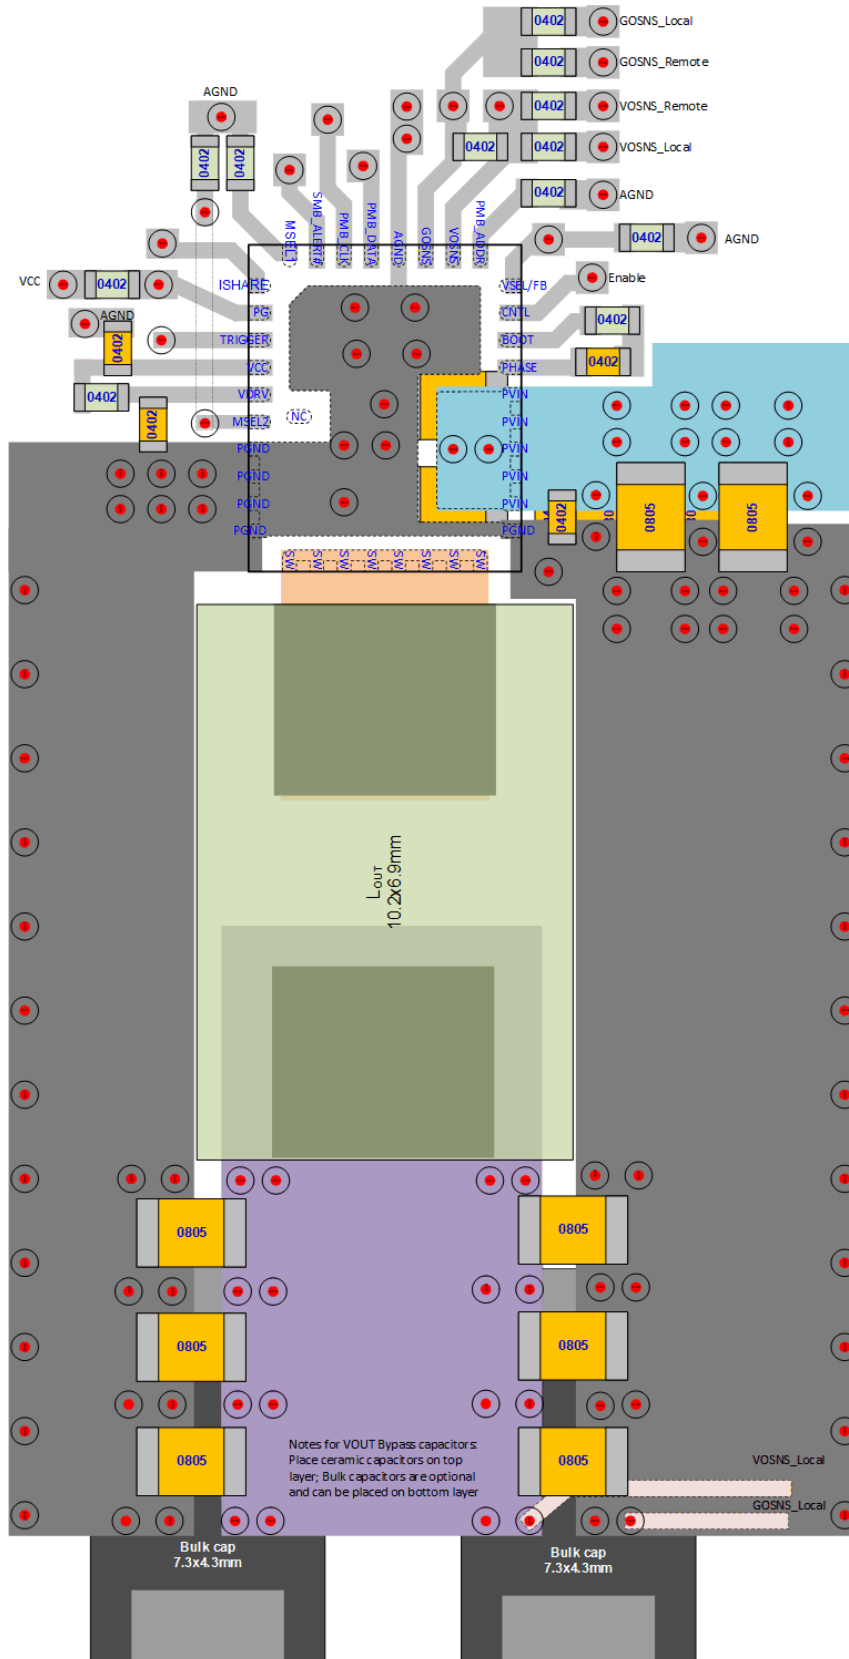 0402
GOSNS_Local
0402
GOSNS_Remote
AGND
0402
VOSNS_Remote
0402
0402
0402
0402
VOSNS_Local
0402
AGND
MSEL1
SMB_ALERT#
PMB_CLK
PMB_DATA
AGND
GOSNS
VOSNS
PMB_ADDR
0402
AGND
VCC
0402
ISHARE
VSEL/FB
Enable
AGND
PG
CNTL
0402
0402
TRIGGER
BOOT
VCC
PHASE
0402
0402
VDRV
PVIN
0402
MSEL2
NC
PVIN
PGND
PVIN
PGND
PVIN
PGND
PVIN
PGND
PGND
0402
0805
0805
SW
SW
SW
SW
SW
SW
SW
SW
LOUT
10.2x6.9mm
0805
0805
0805
0805
0805
0805
Notes for VOUT Bypass capacitors:
Place ceramic capacitors on top
layer; Bulk capacitors are optional
and can be placed on bottom layer
VOSNS_Local
GOSNS_Local
Bulk cap
7.3x4.3mm
Bulk cap
7.3x4.3mm